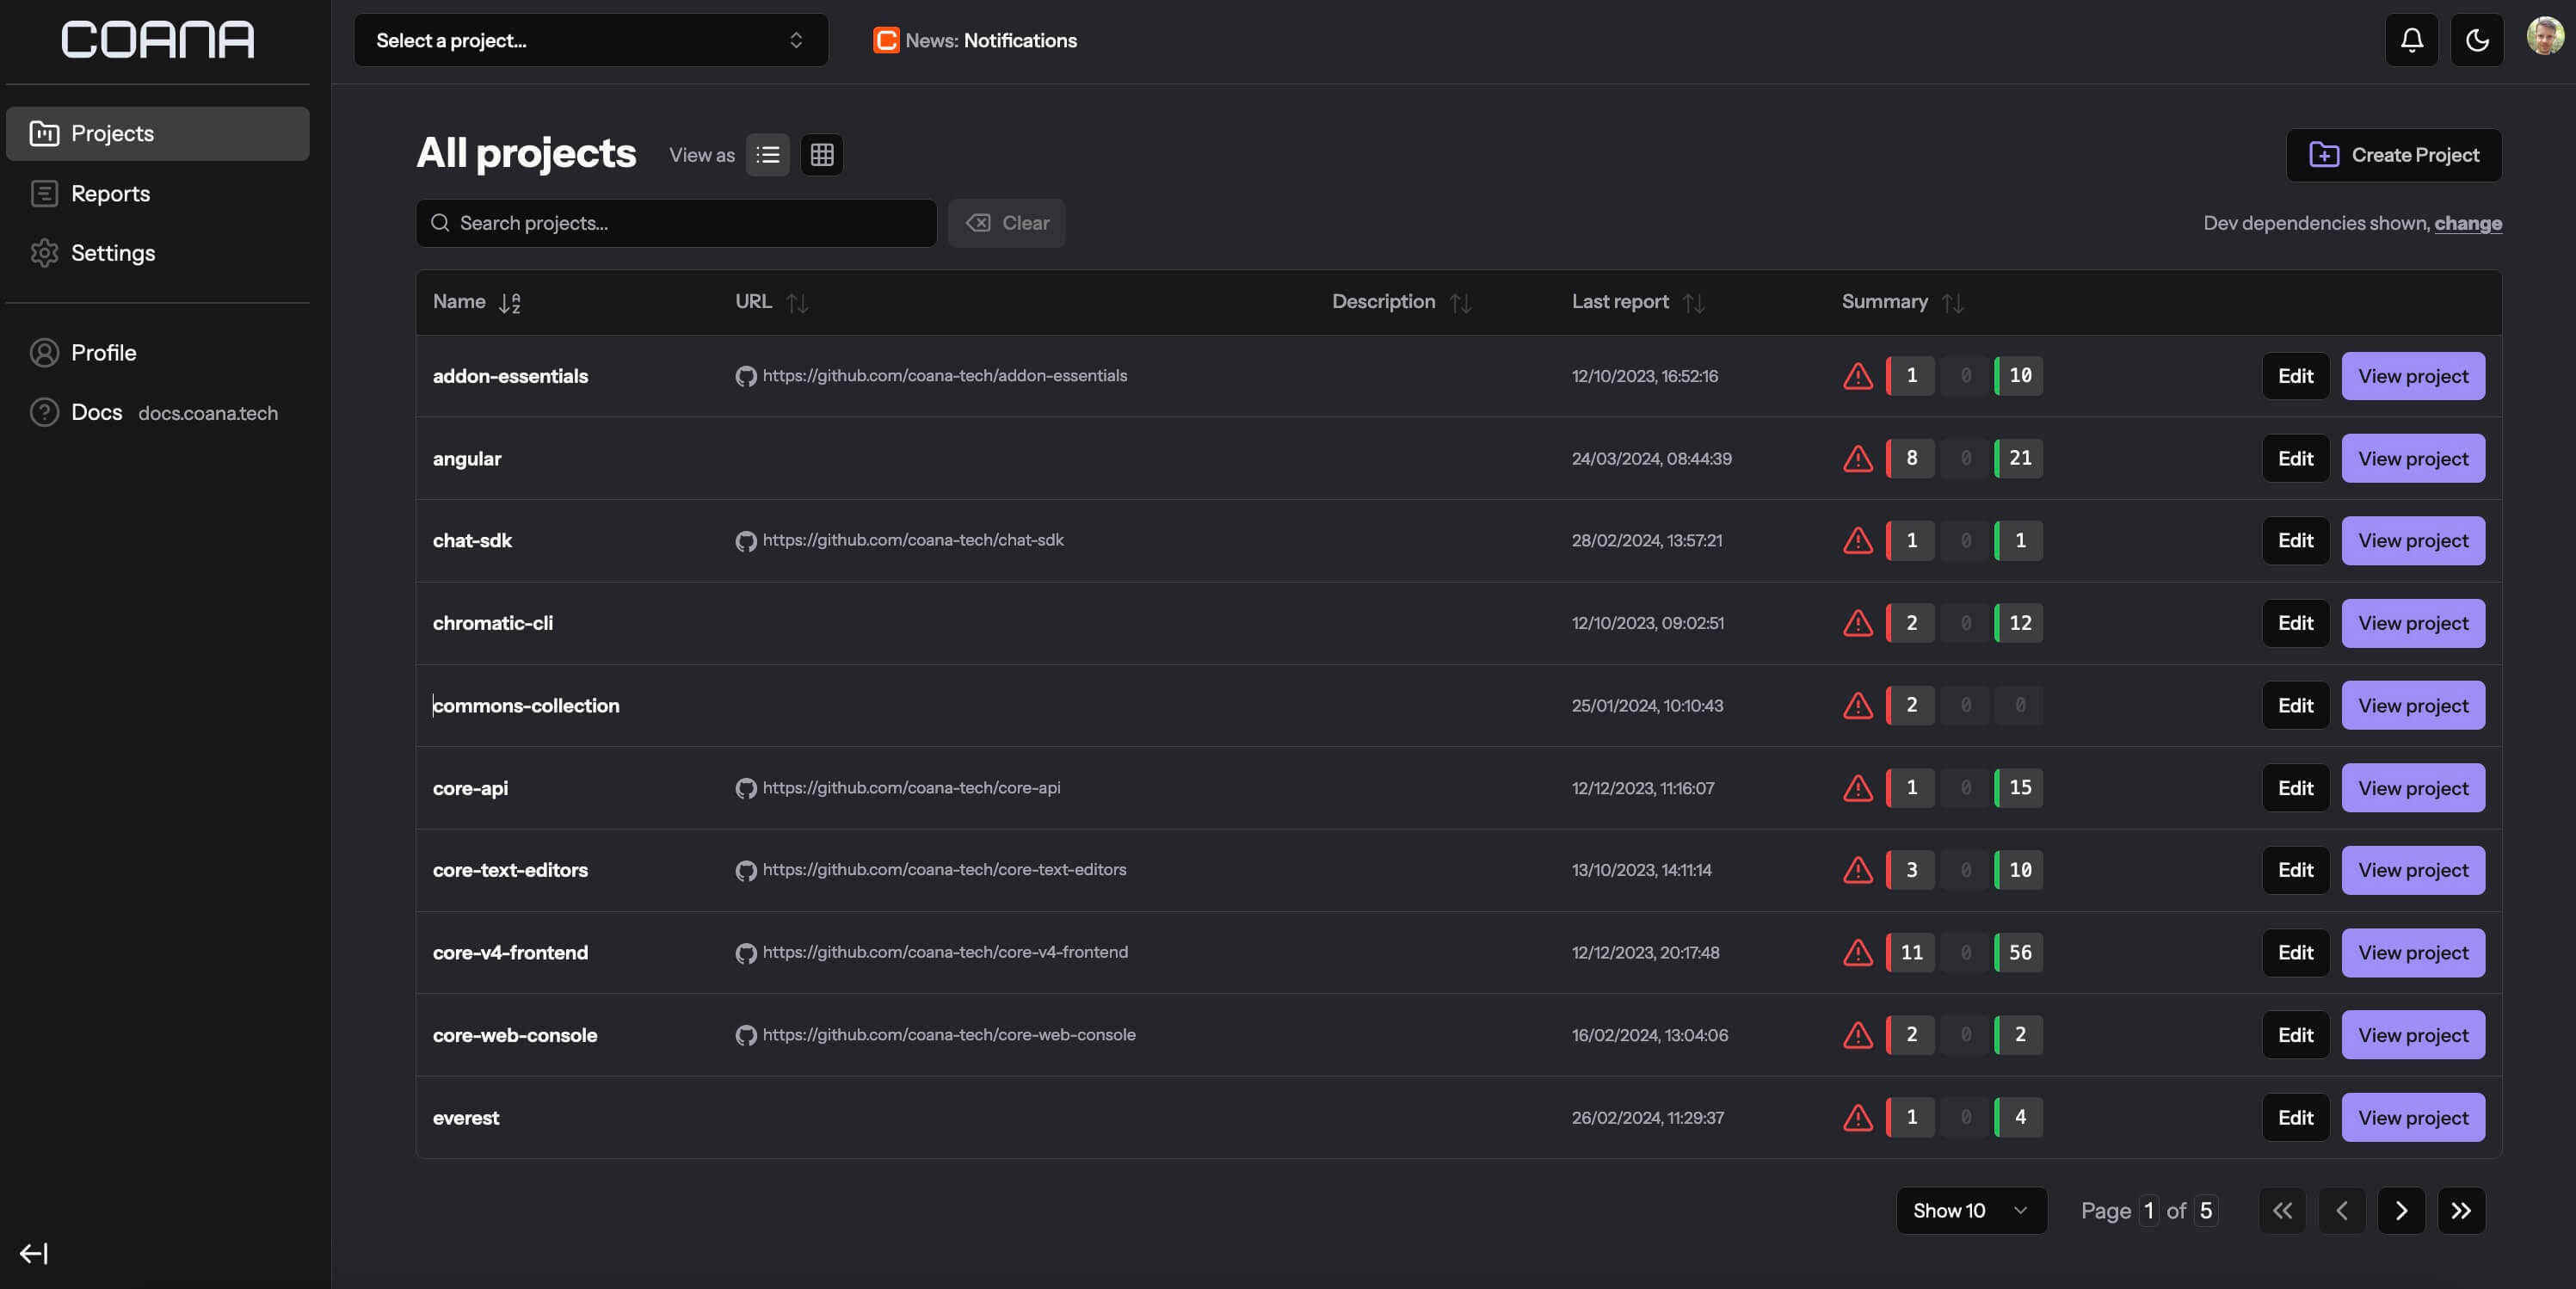 COANA
Select a project...
News: Notifications
Projects
Reports
Settings
Profile
Docs docs.coana.tech
All projects View as
Create Project
Search projects... Clear
Dev dependencies shown, change
Name URL Description Last report Summary
addon-essentials https://github.com/coana-tech/addon-essentials 12/10/2023, 16:52:16 1 0 10 Edit View project
angular 24/03/2024, 08:44:39 8 0 21 Edit View project
chat-sdk https://github.com/coana-tech/chat-sdk 28/02/2024, 13:57:21 1 0 1 Edit View project
chromatic-cli 12/10/2023, 09:02:51 2 0 12 Edit View project
commons-collection 25/01/2024, 10:10:43 2 0 0 Edit View project
core-api https://github.com/coana-tech/core-api 12/12/2023, 11:16:07 1 0 15 Edit View project
core-text-editors https://github.com/coana-tech/core-text-editors 13/10/2023, 14:11:14 3 0 10 Edit View project
core-v4-frontend https://github.com/coana-tech/core-v4-frontend 12/12/2023, 20:17:48 11 0 56 Edit View project
core-web-console https://github.com/coana-tech/core-web-console 16/02/2024, 13:04:06 2 0 2 Edit View project
everest 26/02/2024, 11:29:37 1 0 4 Edit View project
Show 10 Page 1 of 5